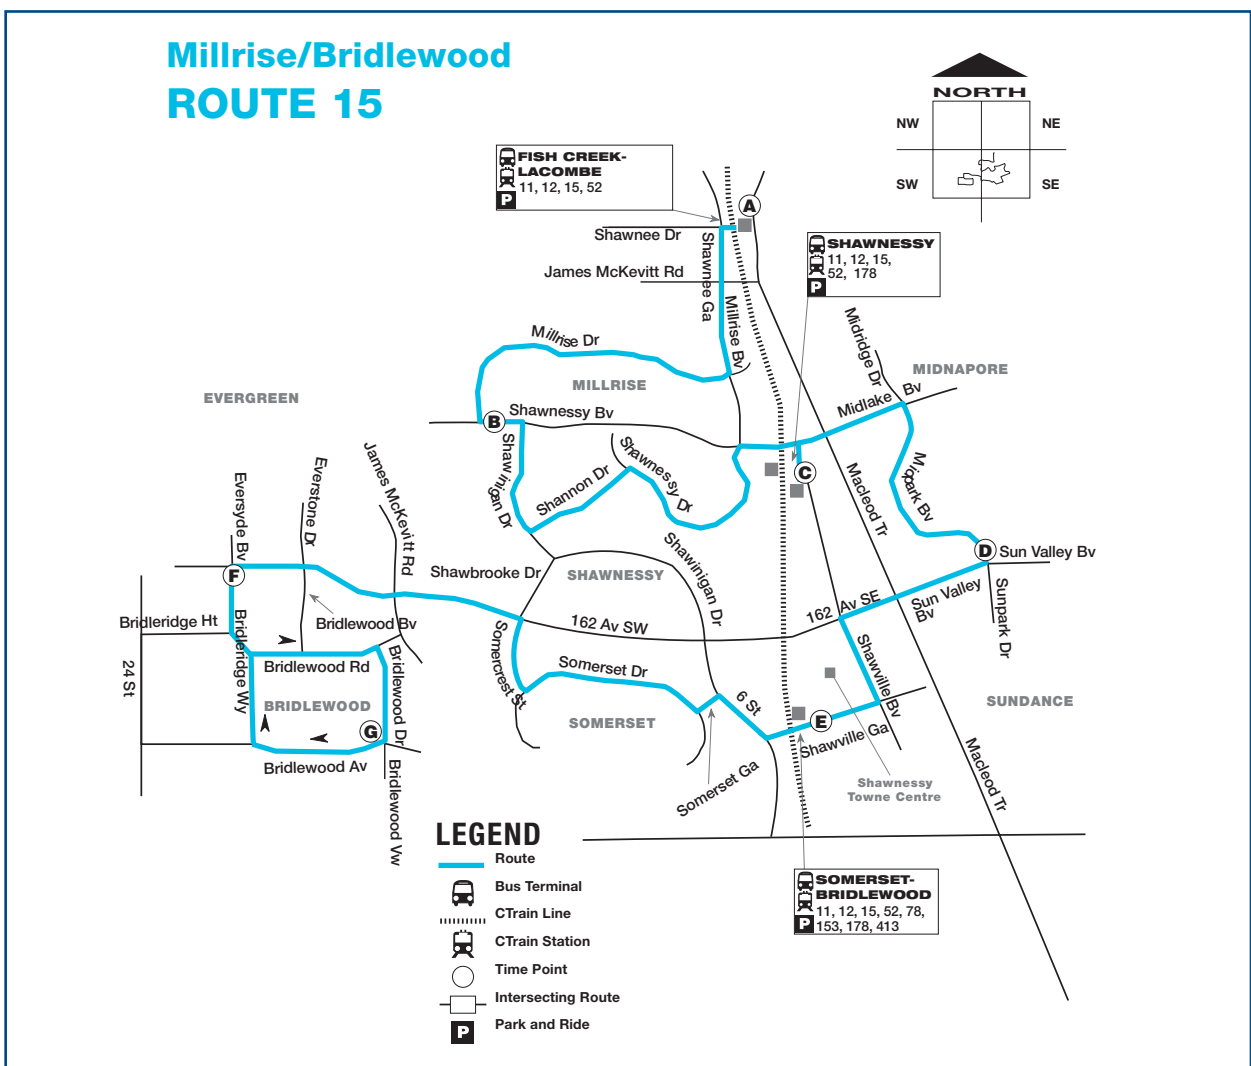 Millrise/Bridlewood
ROUTE 15
NORTH
NW
NE
SW
SE
FISH CREEK-
LACOMBE
11, 12, 15, 52
P
A
Shawnee Dr
Shawnee Ga
SHAWNESSY
11, 12, 15,
52, 178
P
James McKevitt Rd
Millrise Bv
Midridge Dr
Millrise Dr
MIDNAPORE
MILLRISE
EVERGREEN
Midlake Bv
B
Shawnessy Bv
Shawinigan Dr
Shannon Dr
Shawnessy Dr
C
Macleod Tr
Midpark Bv
James McKevitt Rd
Everstone Dr
Eversyde Bv
D
Sun Valley Bv
Shawinigan Dr
Shawbrooke Dr
SHAWNESSY
F
Sun Valley
Bv
Sunpark Dr
162 Av SE
Bridleridge Ht
Bridlewood Bv
162 Av SW
Somercrest St
Bridleridge Wy
Bridlewood Rd
Bridlewood Dr
Somerset Dr
Shawville Bv
24 St
BRIDLEWOOD
SOMERSET
6 St
SUNDANCE
G
E
Shawville Ga
Bridlewood Av
Bridlewood Vw
Somerset Ga
Shawnessy
Towne Centre
Macleod Tr
LEGEND
Route
Bus Terminal
CTrain Line
CTrain Station
Time Point
Intersecting Route
P
Park and Ride
SOMERSET-
BRIDLEWOOD
11, 12, 15, 52, 78,
153, 178, 413
P